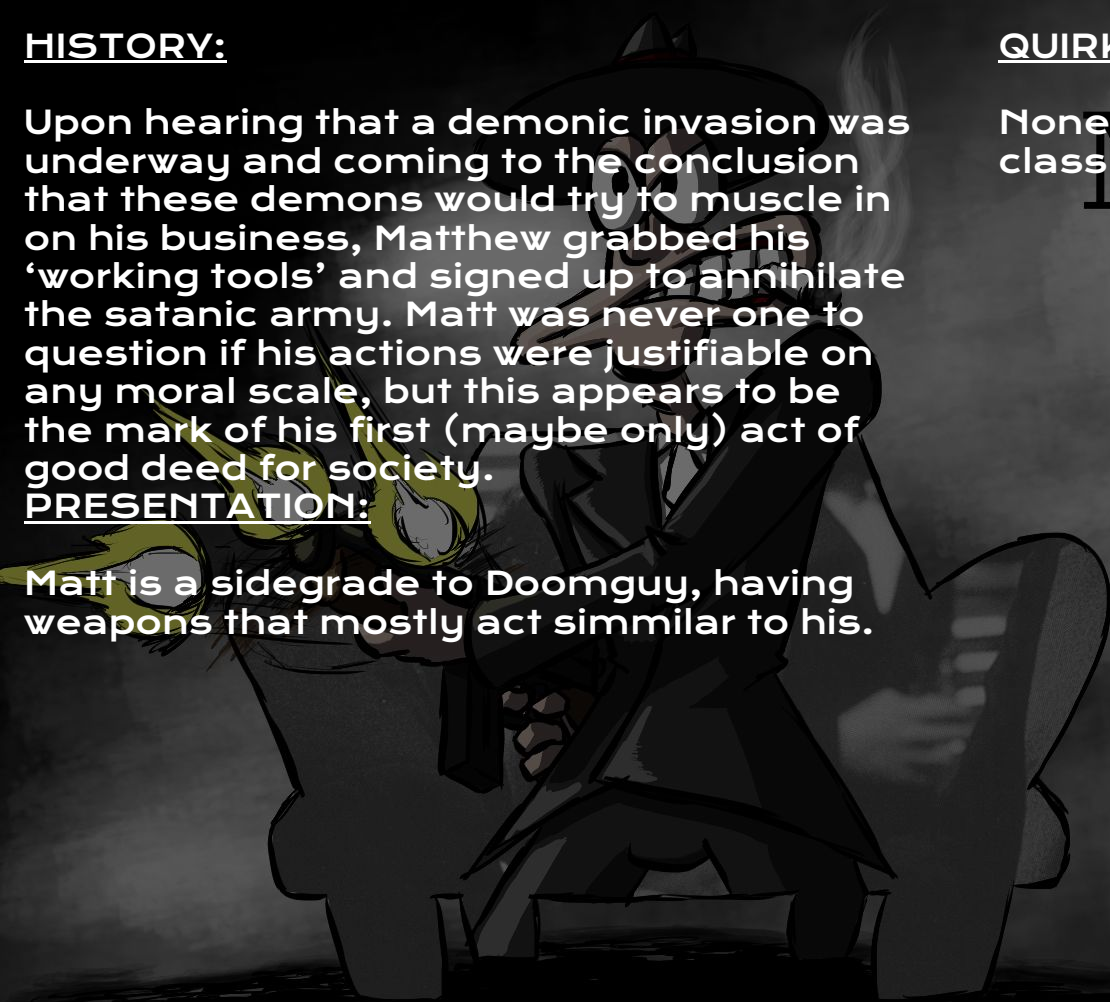 HISTORY:
Upon hearing that a demonic invasion was
underway and coming to the conclusion
that these demons would try to muscle in
on his business, Matthew grabbed his
‘working tools’ and signed up to annihilate
the satanic army. Matt was never one to
question if his actions were justifiable on
any moral scale, but this appears to be
the mark of his first (maybe only) act of
good deed for society.
PRESENTATION:
Matt is a sidegrade to Doomguy, having
weapons that mostly act simmilar to his.
None
class